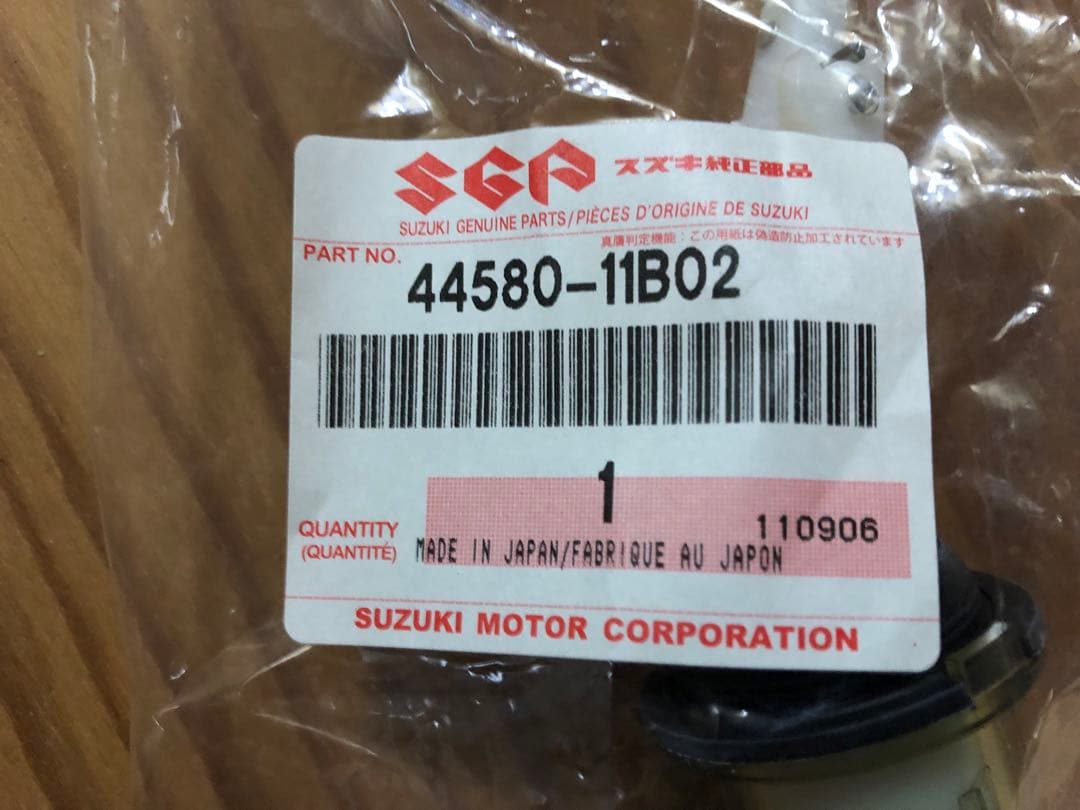 SGP スズキ純正部品
SUZUKI GENUINE PARTS/PIÈCES D'ORIGINE DE SUZUKI
真贋判定機能:この用紙は偽造防止加工されています
PART NO. 44580-11B02
1
QUANTITY
(QUANTITÉ)
110906
MADE IN JAPAN/FABRIQUE AU JAPON
SUZUKI MOTOR CORPORATION